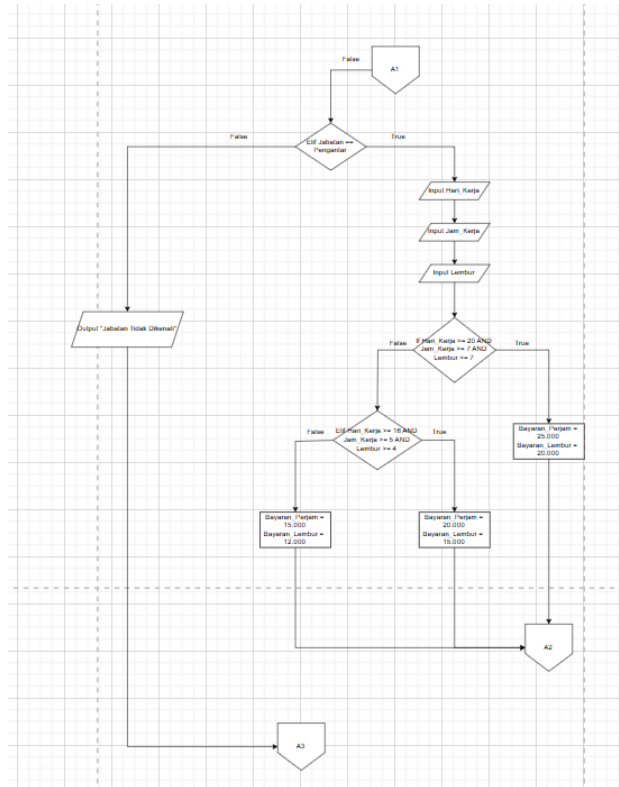 False
A1
False
Elif Jabatan ==
Pengantar
True
Input Hari_Kerja
Input Jam_Kerja
Input Lembur
Output "Jabatan Tidak Dikenali"
False
If Hari_Kerja >= 20 AND
Jam_Kerja >= 7 AND
Lembur >= 7
True
False
Elif Hari_Kerja >= 16 AND
Jam_Kerja >= 5 AND
Lembur >= 4
True
Bayaran_Perjam =
25.000
Bayaran_Lembur =
20.000
Bayaran_Perjam =
15.000
Bayaran_Lembur =
12.000
Bayaran_Perjam =
20.000
Bayaran_Lembur =
15.000
A2
A3